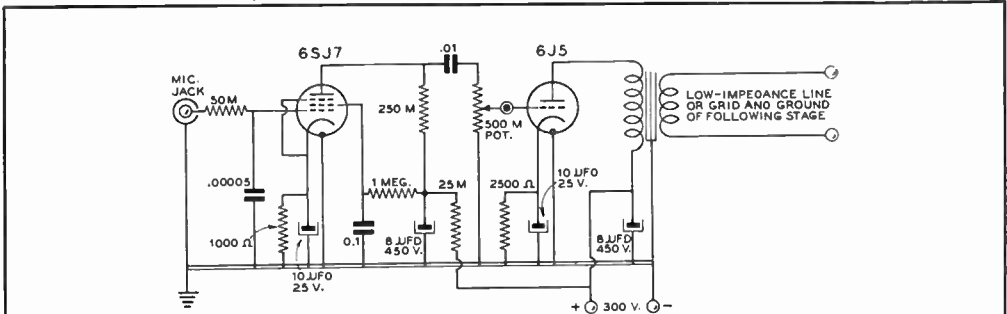 6SJ7
.01
6J5
MIC.
JACK
50M
250 M
500 M
POT.
LOW-IMPEDANCE LINE
OR GRID AND GROUND
OF FOLLOWING STAGE
.00005
1 MEG.
25 M
2500 Ω
10 µFO
25 V.
1000 Ω
10 µFO
25 V.
0.1
8 µFD
450 V.
8 µFD
450 V.
+ 300 V. -